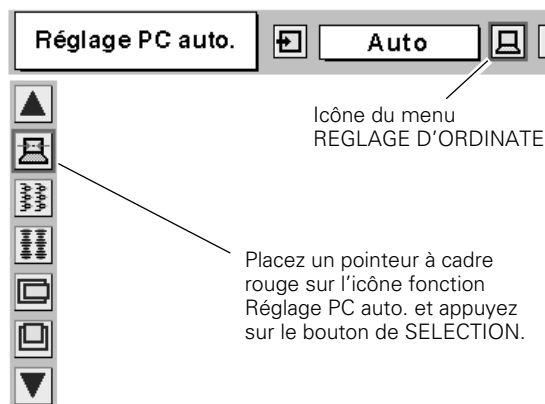 Réglage PC auto.
Auto
Icône du menu
REGLAGE D'ORDINATE
Placez un pointeur à cadre
rouge sur l'icône fonction
Réglage PC auto. et appuyez
sur le bouton de SELECTION.